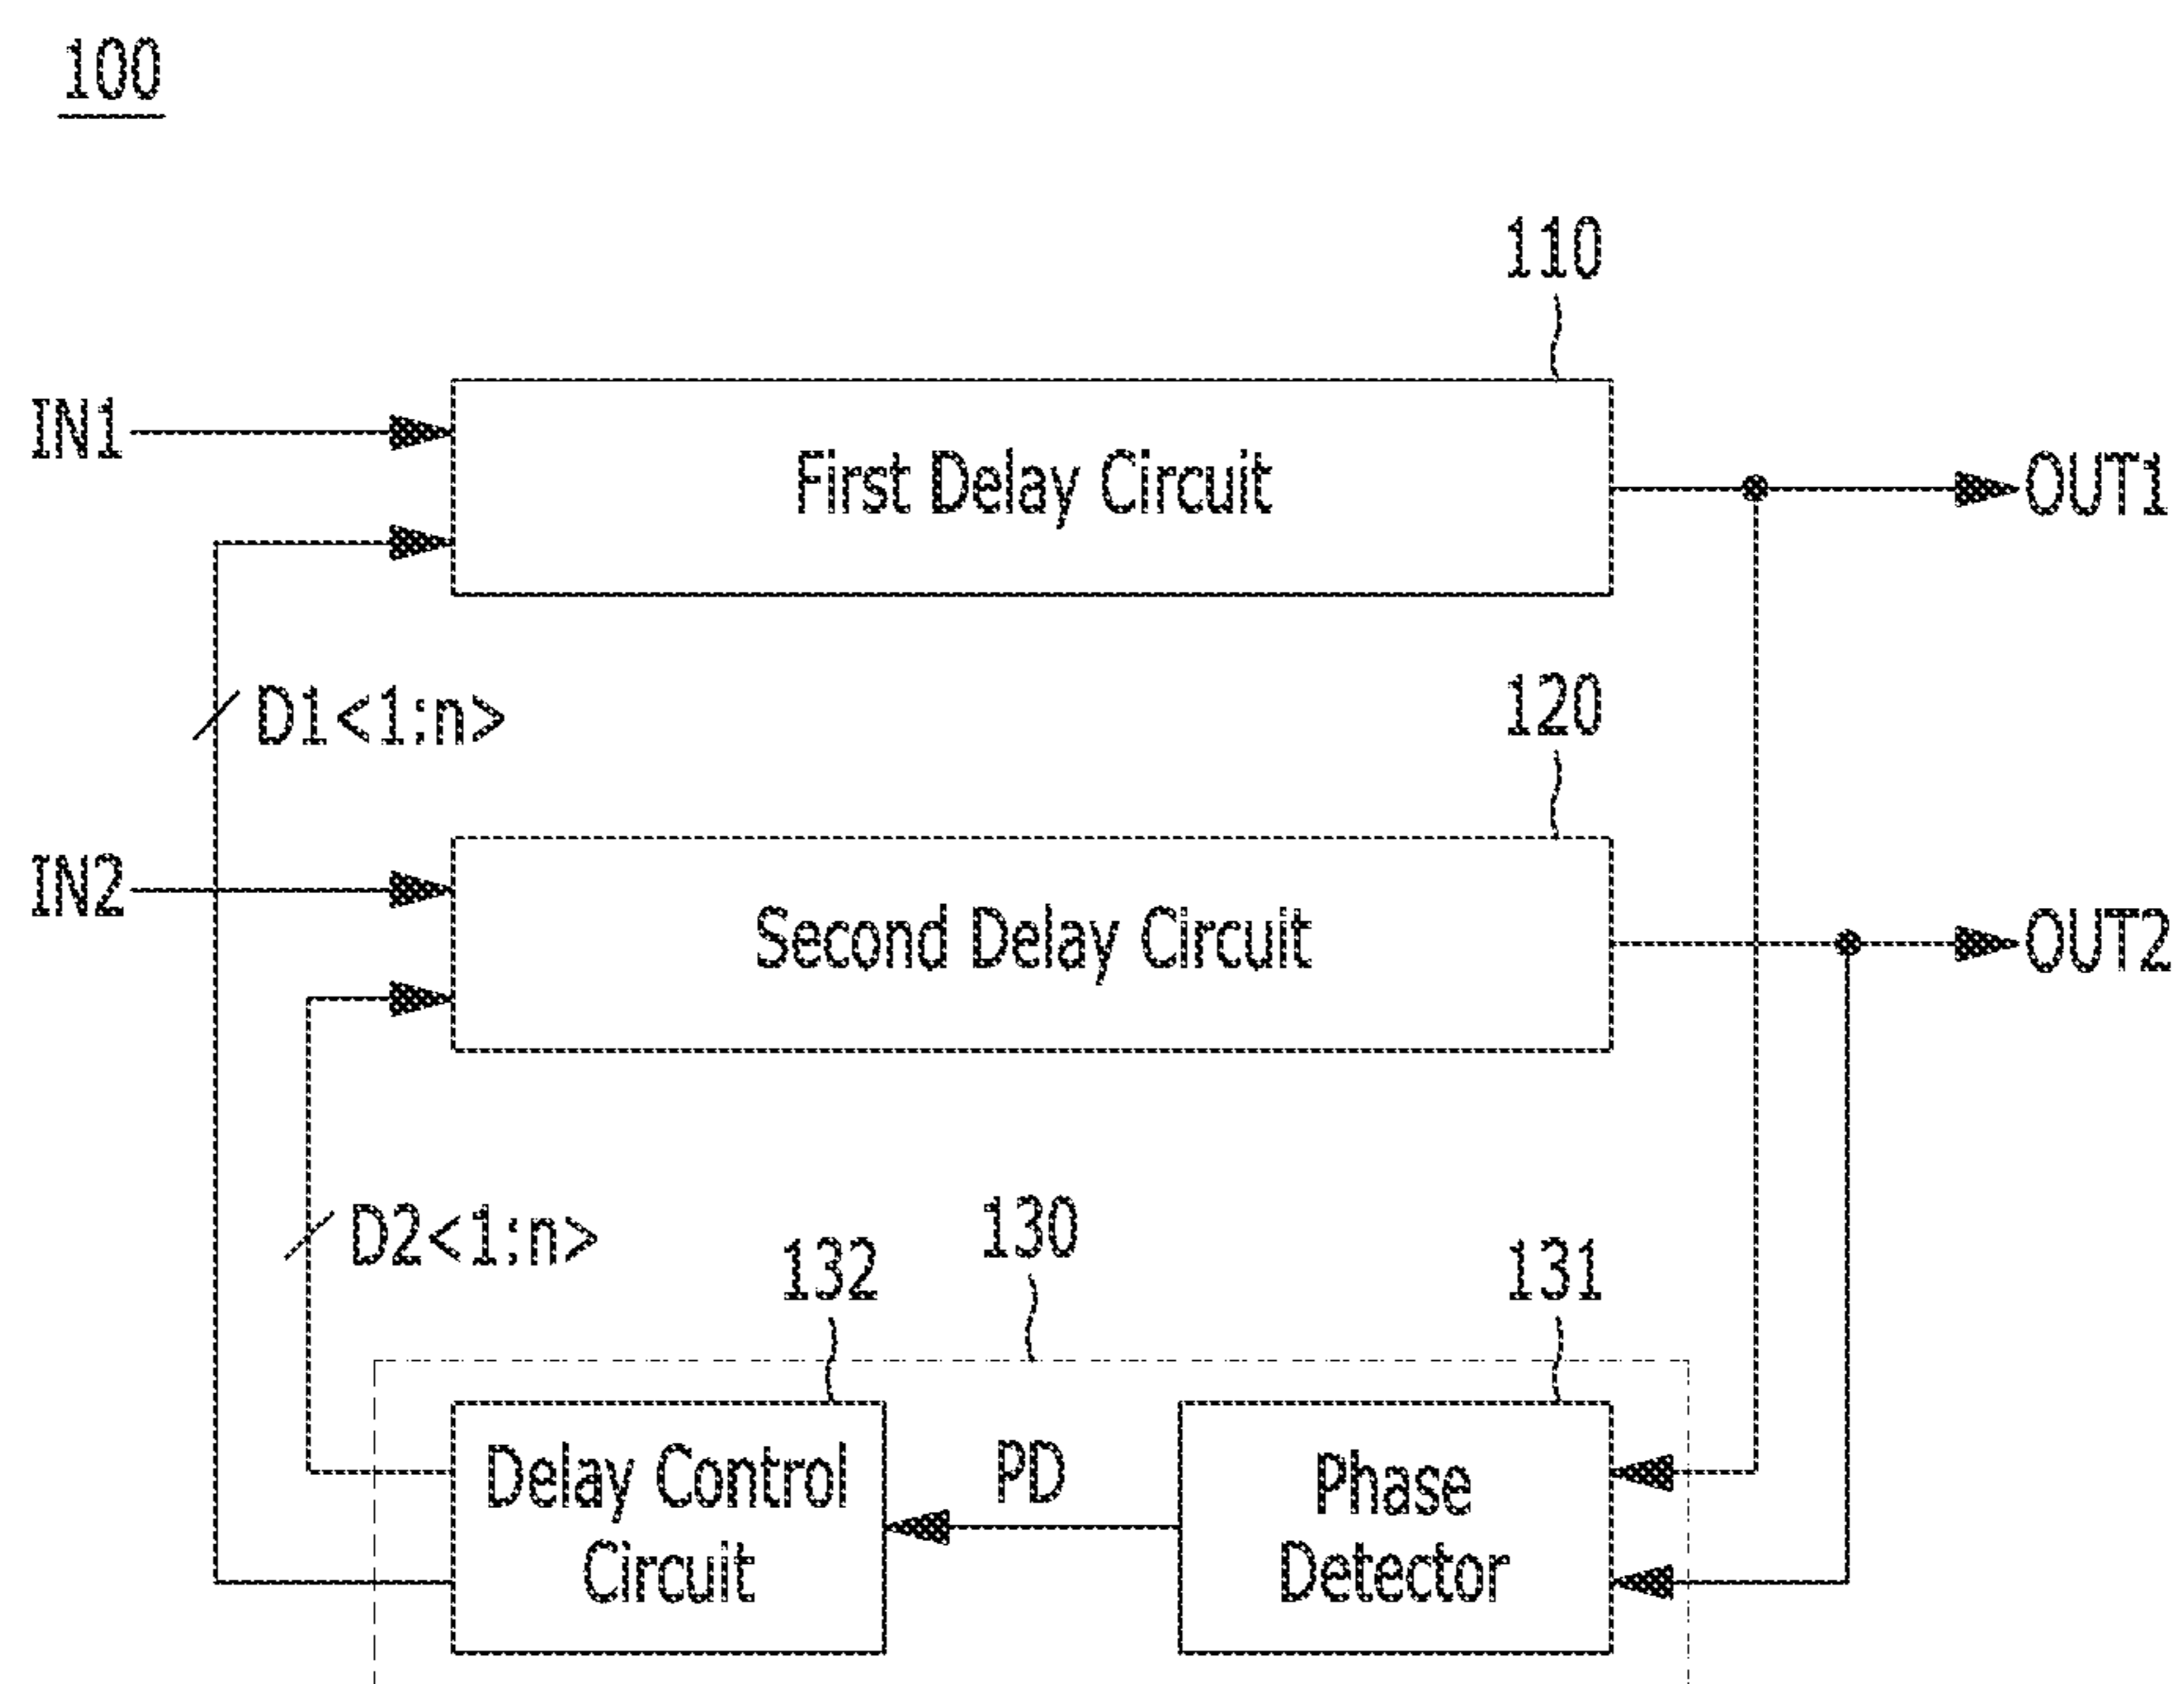 100
110
IN1
First Delay Circuit
OUT1
D1<1:n>
120
IN2
Second Delay Circuit
OUT2
D2<1:n>
130
132
131
Delay Control
Circuit
PD
Phase
Detector